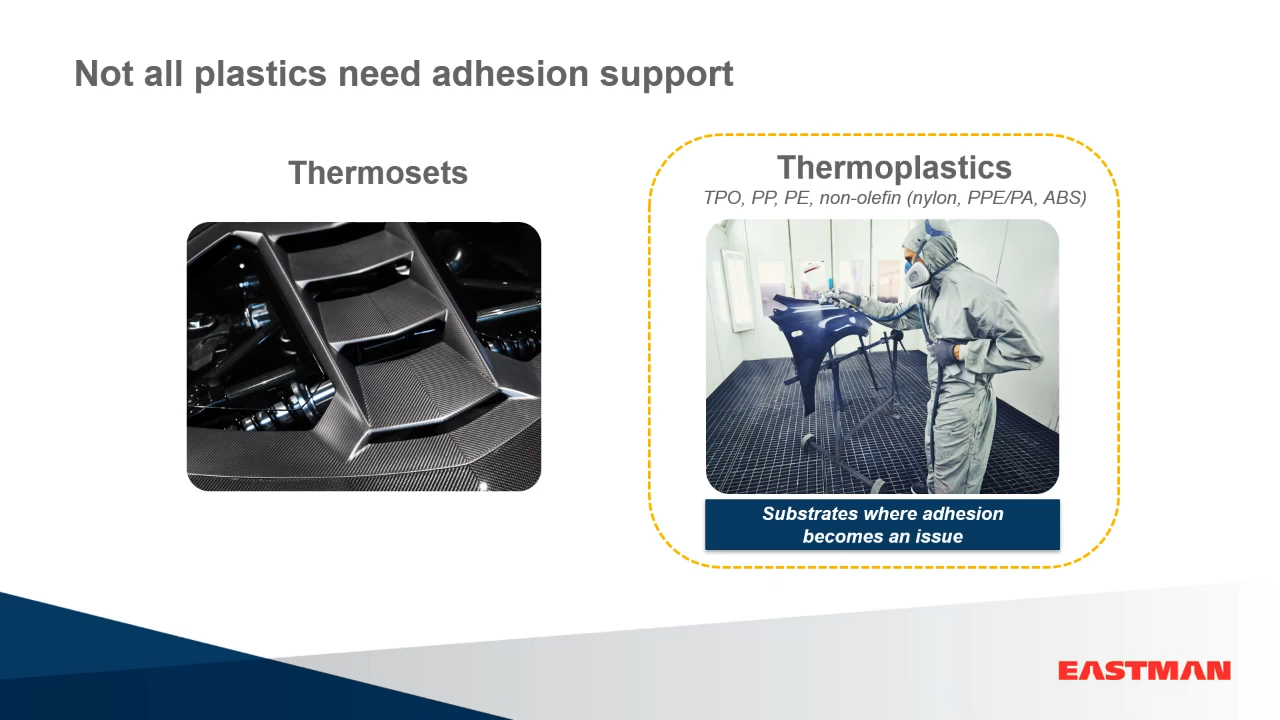 Not all plastics need adhesion support
Thermosets
Thermoplastics
TPO, PP, PE, non-olefin (nylon, PPE/PA, ABS)
Substrates where adhesion
becomes an issue
EASTMAN